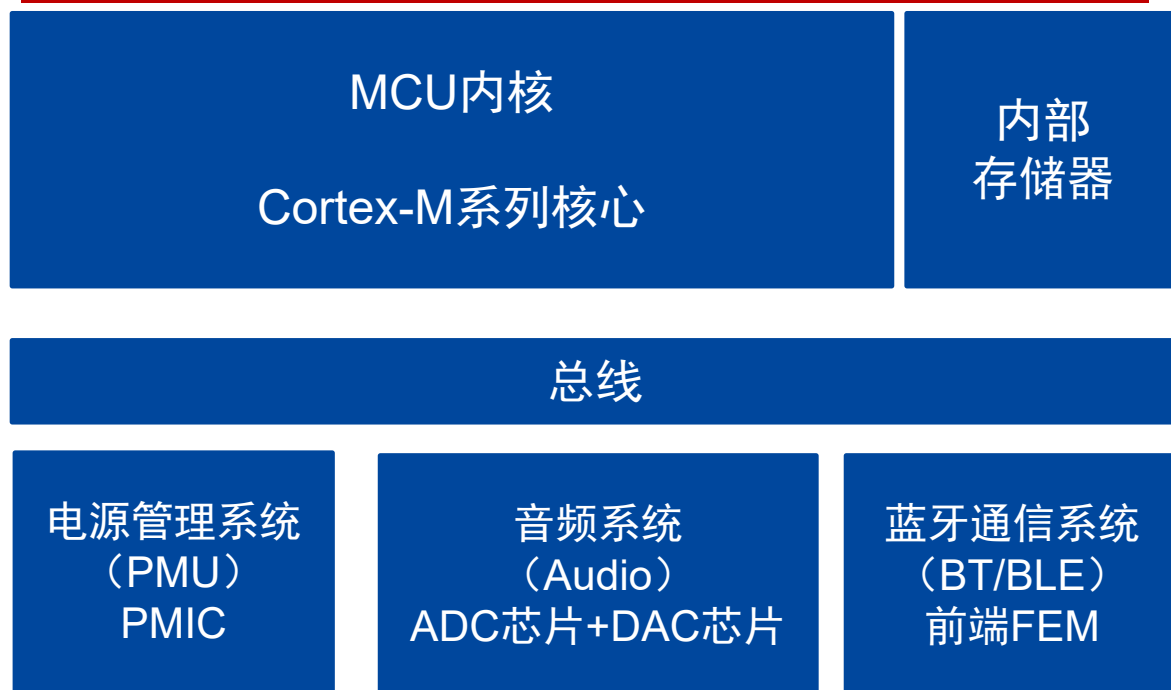 MCU内核
Cortex-M系列核心
内部
存储器
总线
电源管理系统
（PMU）
PMIC
音频系统
（Audio）
ADC芯片+DAC芯片
蓝牙通信系统
（BT/BLE）
前端FEM